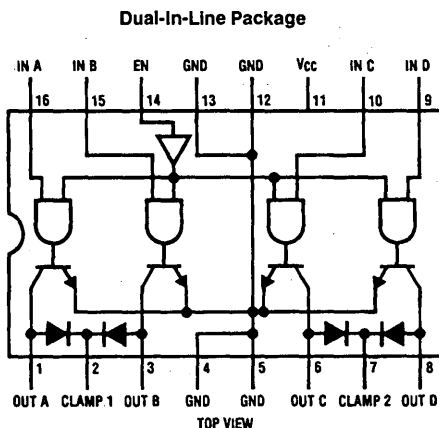 Dual-In-Line Package
IN A IN B EN GND GND Vcc IN C IN D
16 15 14 13 12 11 10 9
1 2 3 4 5 6 7 8
OUT A CLAMP 1 OUT B GND GND OUT C CLAMP 2 OUT D
TOP VIEW